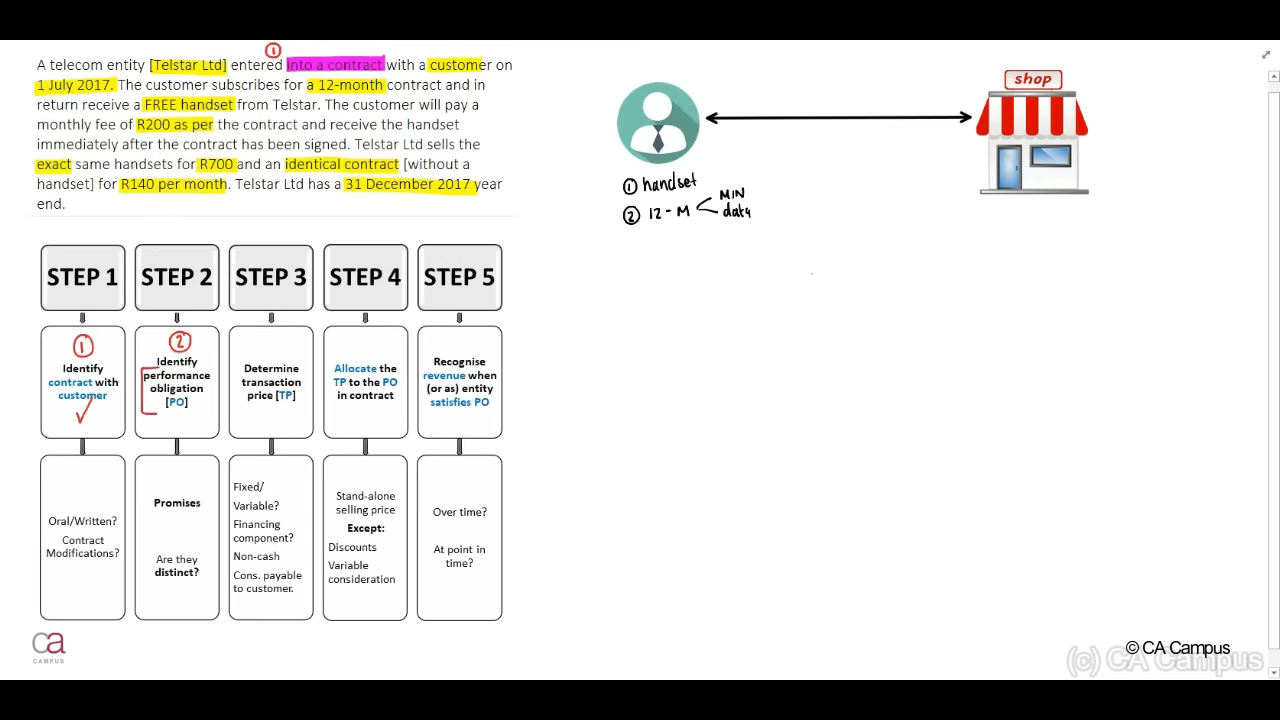 ①
A telecom entity [Telstar Ltd] entered into a contract with a customer on
1 July 2017. The customer subscribes for a 12-month contract and in
return receive a FREE handset from Telstar. The customer will pay a
monthly fee of R200 as per the contract and receive the handset
immediately after the contract has been signed. Telstar Ltd sells the
exact same handsets for R700 and an identical contract [without a
handset] for R140 per month. Telstar Ltd has a 31 December 2017 year
end.
shop
① handset
② 12-M
MIN
data
STEP 1
STEP 2
STEP 3
STEP 4
STEP 5
①
Identify
contract with
customer
②
Identify
performance
obligation
[PO]
Determine
transaction
price [TP]
Allocate the
TP to the PO
in contract
Recognise
revenue when
(or as) entity
satisfies PO
Oral/Written?
Contract
Modifications?
Promises
Are they
distinct?
Fixed/
Variable?
Financing
component?
Non-cash
Cons. payable
to customer.
Stand-alone
selling price
Except:
Discounts
Variable
consideration
Over time?
At point in
time?
ca
CAMPUS
© CA Campus
(c) CA Campus